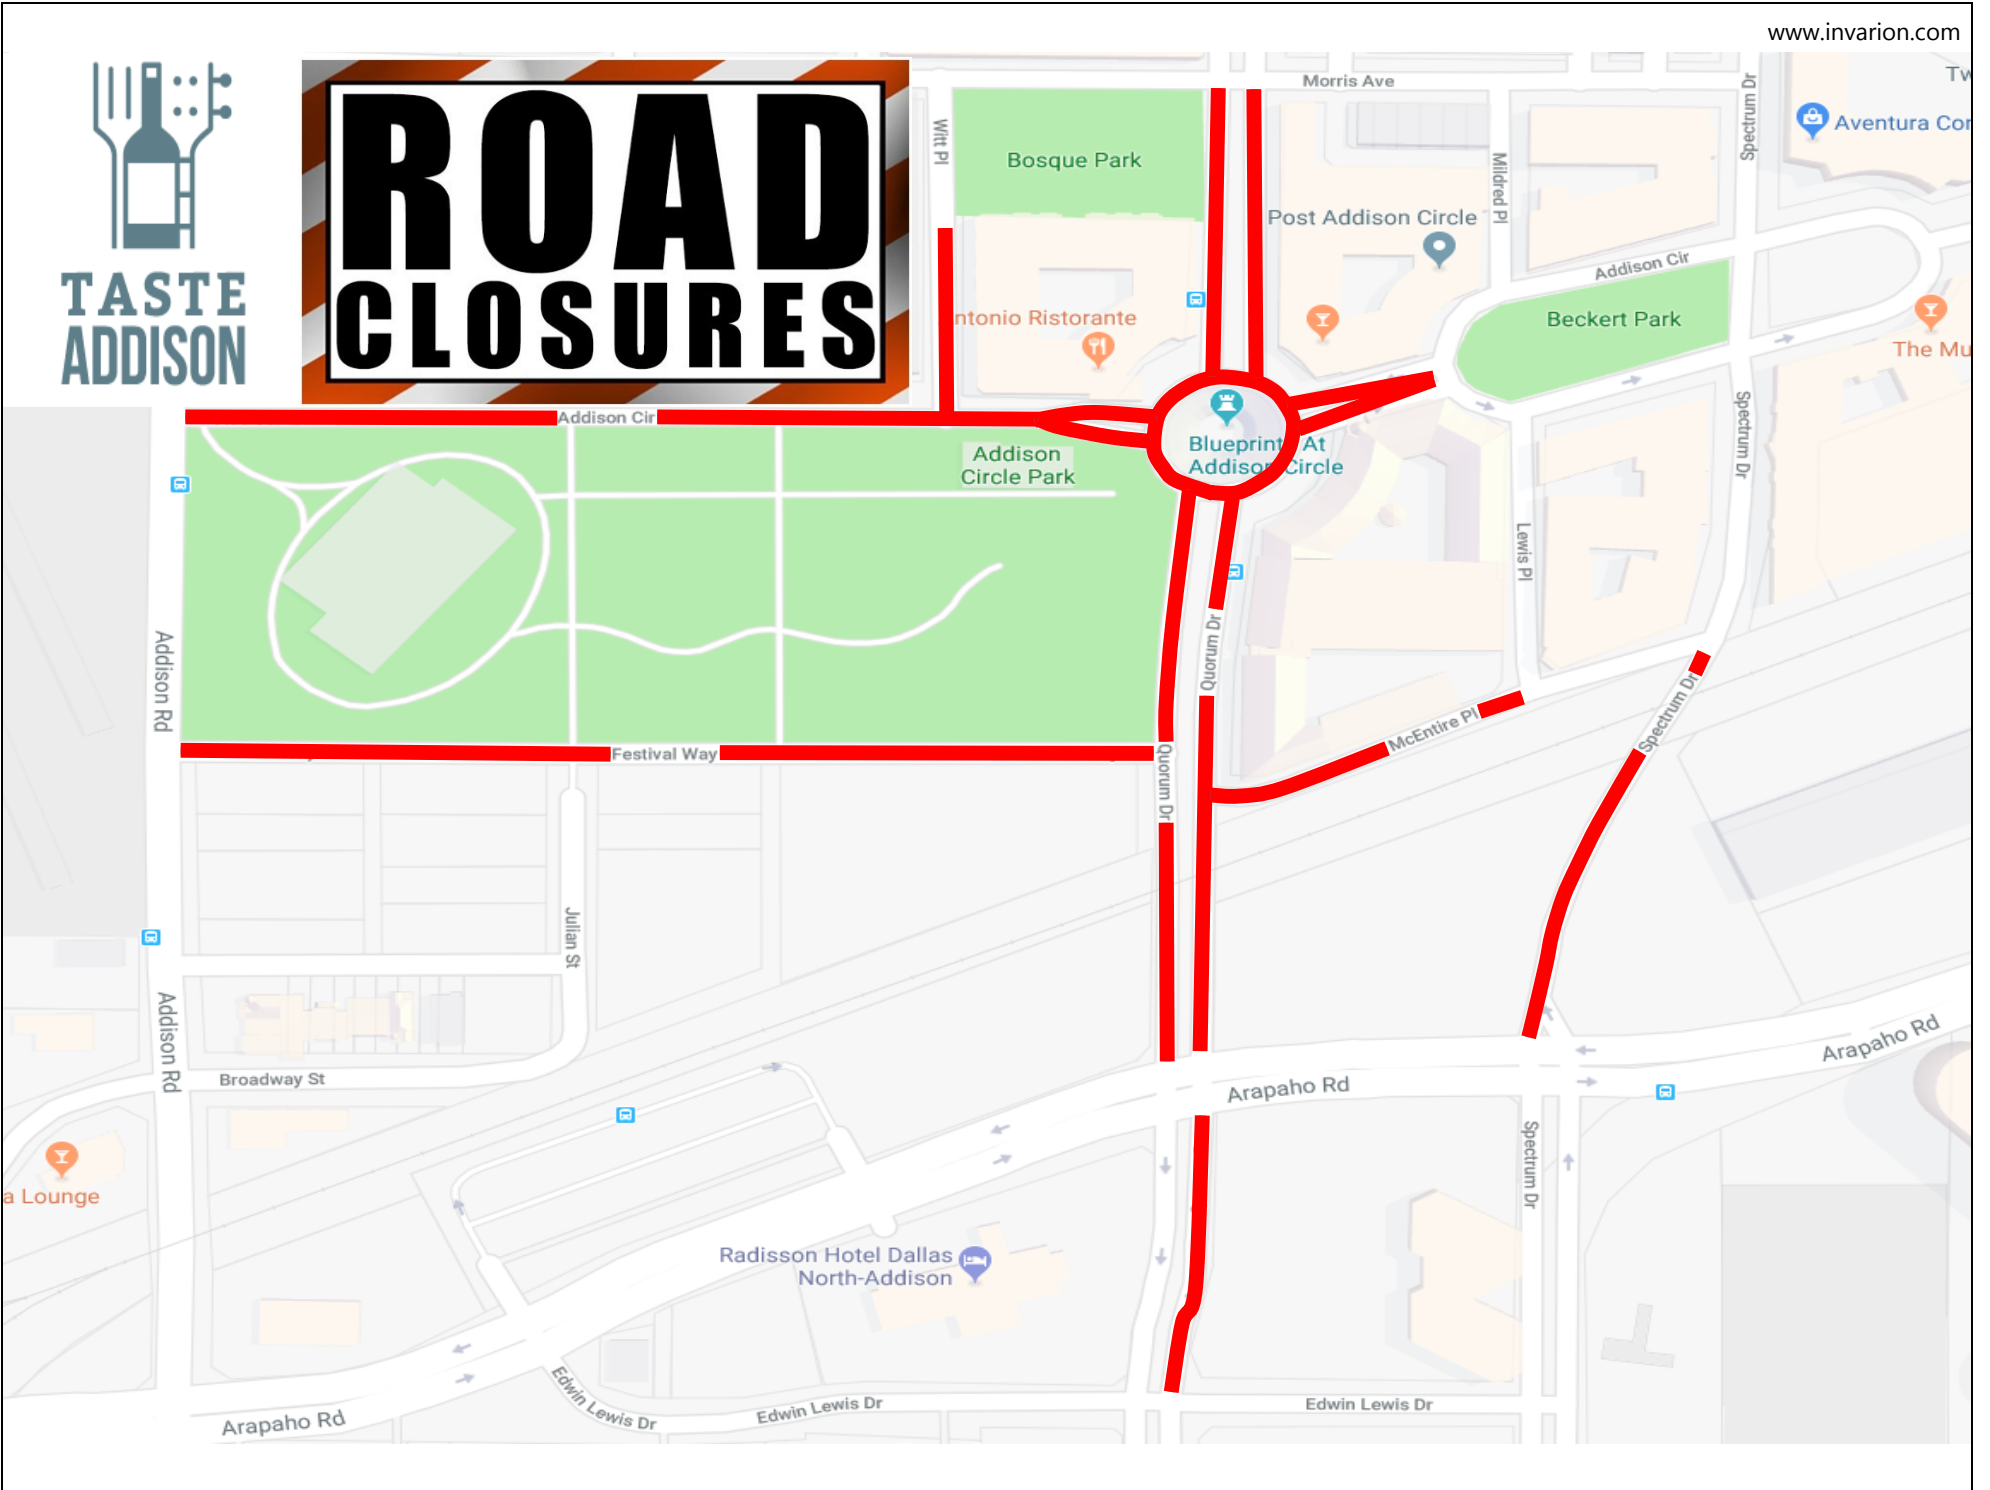 www.invarion.com
TASTE
ADDISON
ROAD
CLOSURES
Morris Ave
Spectrum Dr
Aventura
Witt Pl
Bosque Park
Mildred Pl
Post Addison Circle
Addison Cir
Beckert Park
ntonio Ristorante
The Mu
Addison Cir
Addison
Circle Park
Blueprint At
Addison Circle
Spectrum Dr
Lewis Pl
Addison Rd
Quorum Dr
Spectrum Dr
McEntire Pl
Festival Way
Quorum Dr
Julian St
Addison Rd
Arapaho Rd
Broadway St
Arapaho Rd
Spectrum Dr
a Lounge
Radisson Hotel Dallas
North-Addison
Edwin Lewis Dr
Edwin Lewis Dr
Edwin Lewis Dr
Arapaho Rd